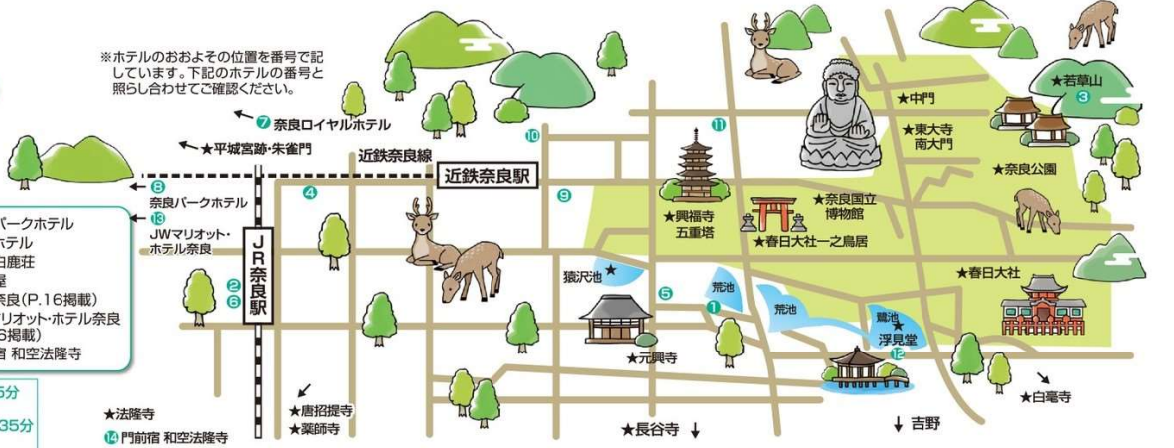 ※ホテルのおおよその位置を番号で記
しています。下記のホテルの番号と
照らし合わせてご確認ください。
⑦ 奈良ロイヤルホテル
★平城宮跡・朱雀門
近鉄奈良線
近鉄奈良駅
⑧
奈良パークホテル
⑬
JWマリオット・
ホテル奈良
④
⑩
⑨
⑪
★中門
★東大寺
南大門
★若草山
③
★奈良公園
★興福寺
五重塔
★奈良国立
博物館
★春日大社一之鳥居
★春日大社
JR奈良駅
②
⑥
猿沢池 ★
⑤
①
荒池
荒池
鷺池
★
浮見堂
⑫
★元興寺
パークホテル
ホテル
白鹿荘
屋
奈良(P.16掲載)
リオット・ホテル奈良
6掲載)
宿 和空法隆寺
5分
35分
★法隆寺
⑭ 門前宿 和空法隆寺
★唐招提寺
★薬師寺
★長谷寺 ↓
↓ 吉野
★白毫寺